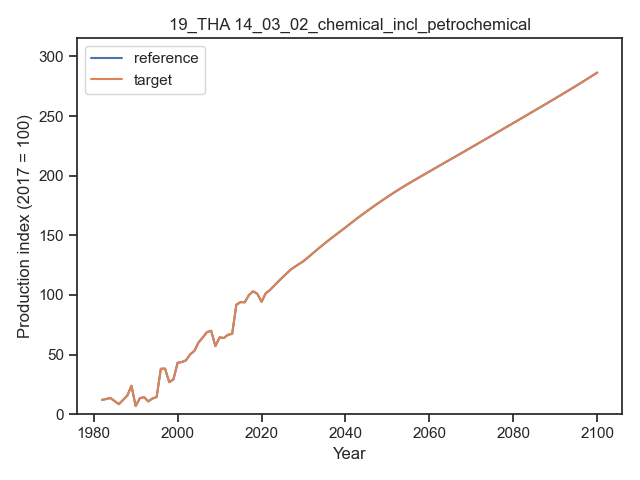 19_THA 14_03_02_chemical_incl_petrochemical
reference
target
Production index (2017 = 100)
300
250
200
150
100
50
0
1980 2000 2020 2040 2060 2080 2100
Year